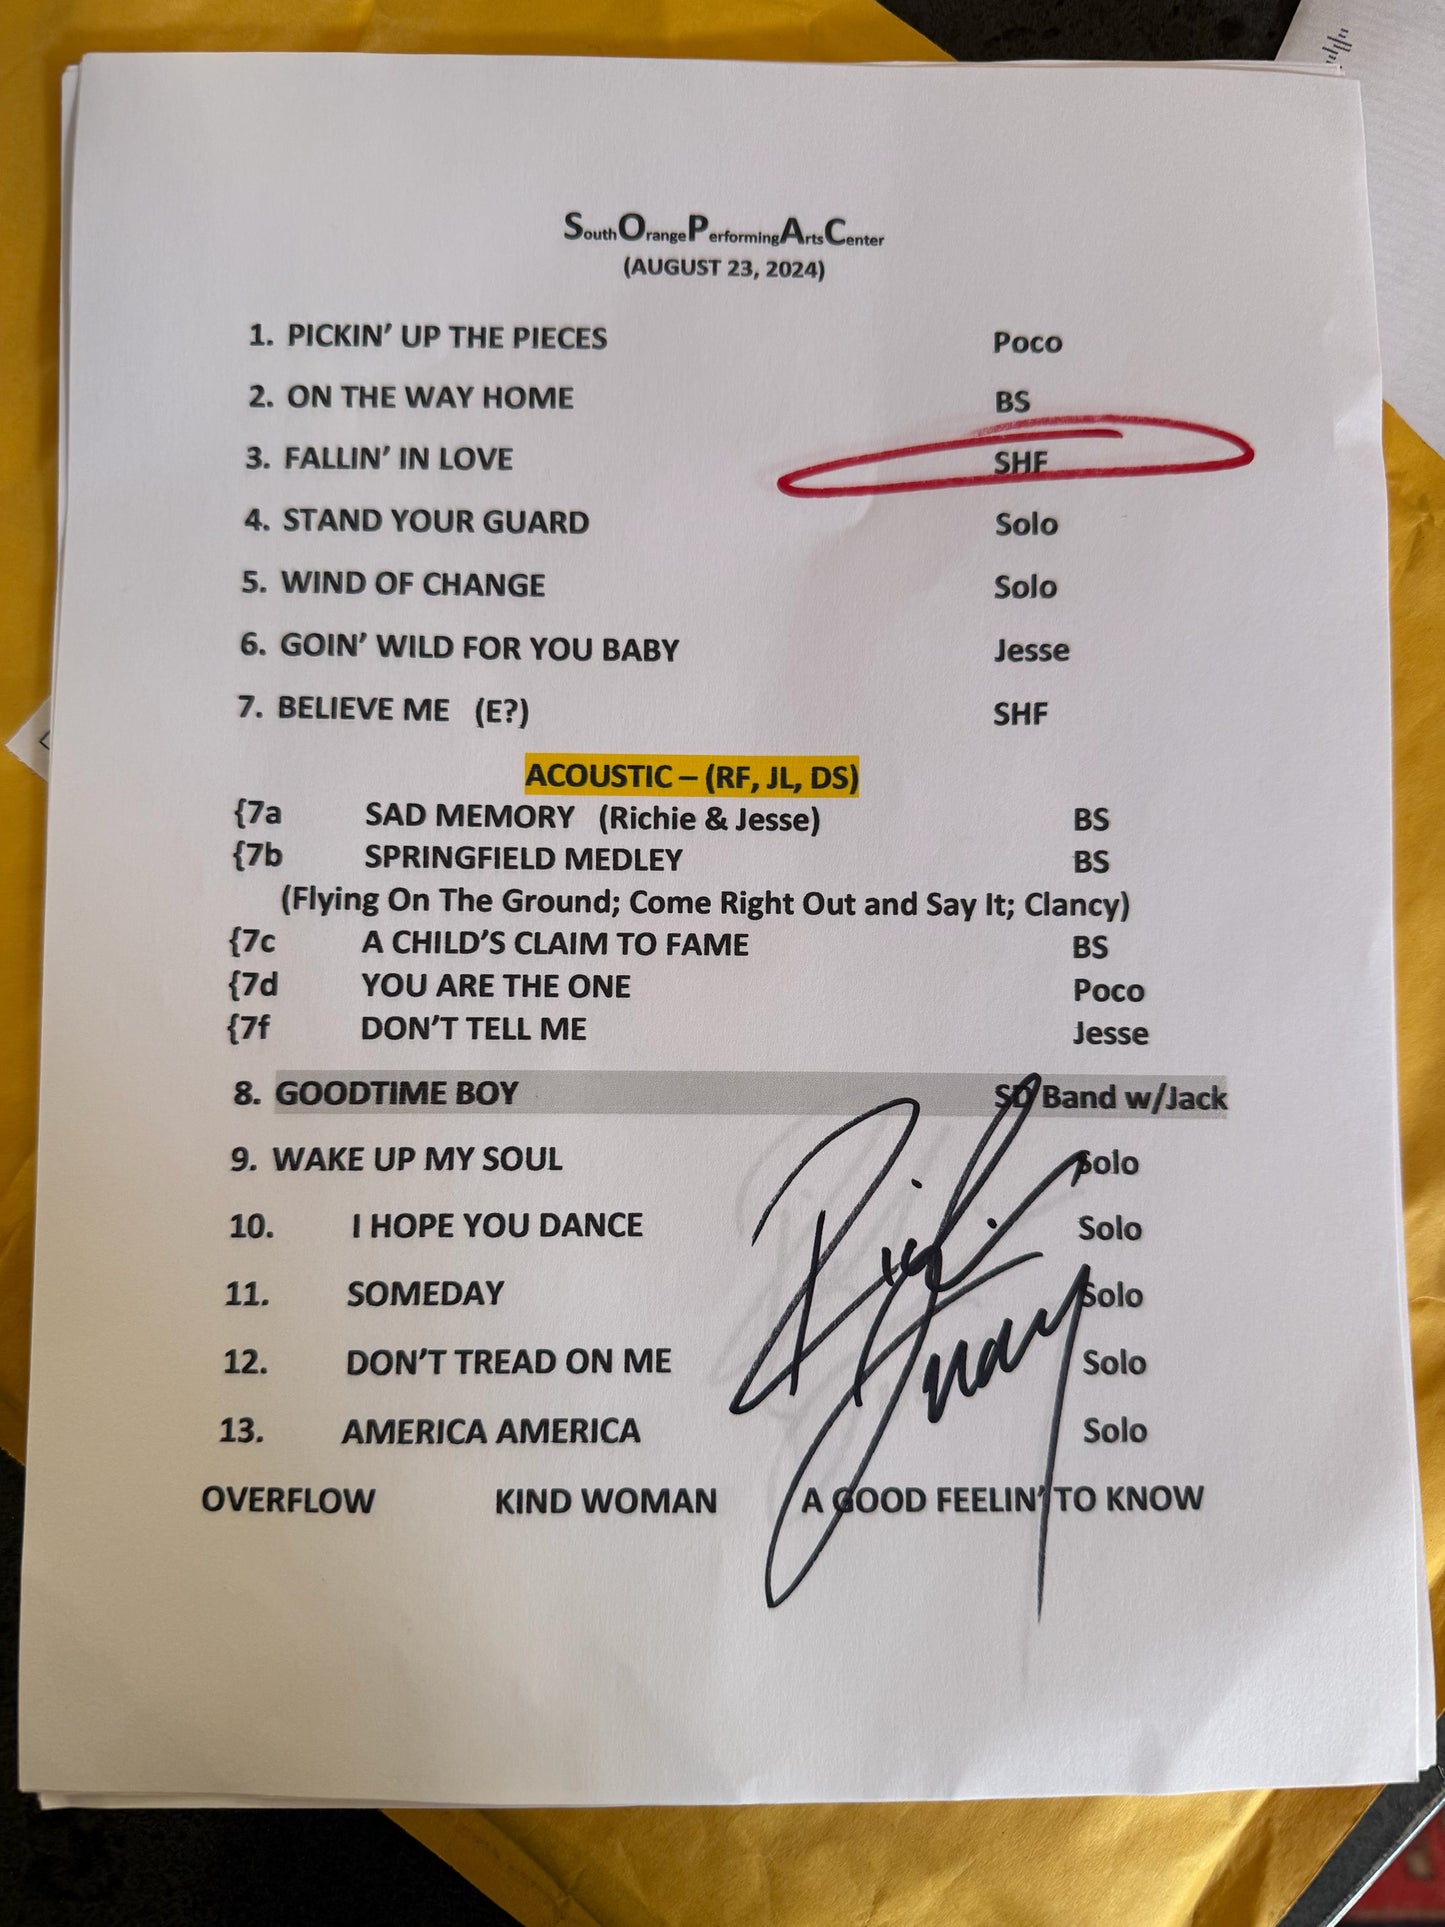 SouthOrangePerformingArtsCenter
(AUGUST 23, 2024)
1. PICKIN' UP THE PIECES Poco
2. ON THE WAY HOME BS
3. FALLIN' IN LOVE SHF
4. STAND YOUR GUARD Solo
5. WIND OF CHANGE Solo
6. GOIN' WILD FOR YOU BABY Jesse
7. BELIEVE ME (E?) SHF
ACOUSTIC – (RF, JL, DS)
{7a SAD MEMORY (Richie & Jesse) BS
{7b SPRINGFIELD MEDLEY BS
(Flying On The Ground; Come Right Out and Say It; Clancy)
{7c A CHILD'S CLAIM TO FAME BS
{7d YOU ARE THE ONE Poco
{7f DON'T TELL ME Jesse
8. GOODTIME BOY SD Band w/Jack
9. WAKE UP MY SOUL Solo
10. I HOPE YOU DANCE Solo
11. SOMEDAY Solo
12. DON'T TREAD ON ME Solo
13. AMERICA AMERICA Solo
OVERFLOW KIND WOMAN A GOOD FEELIN' TO KNOW